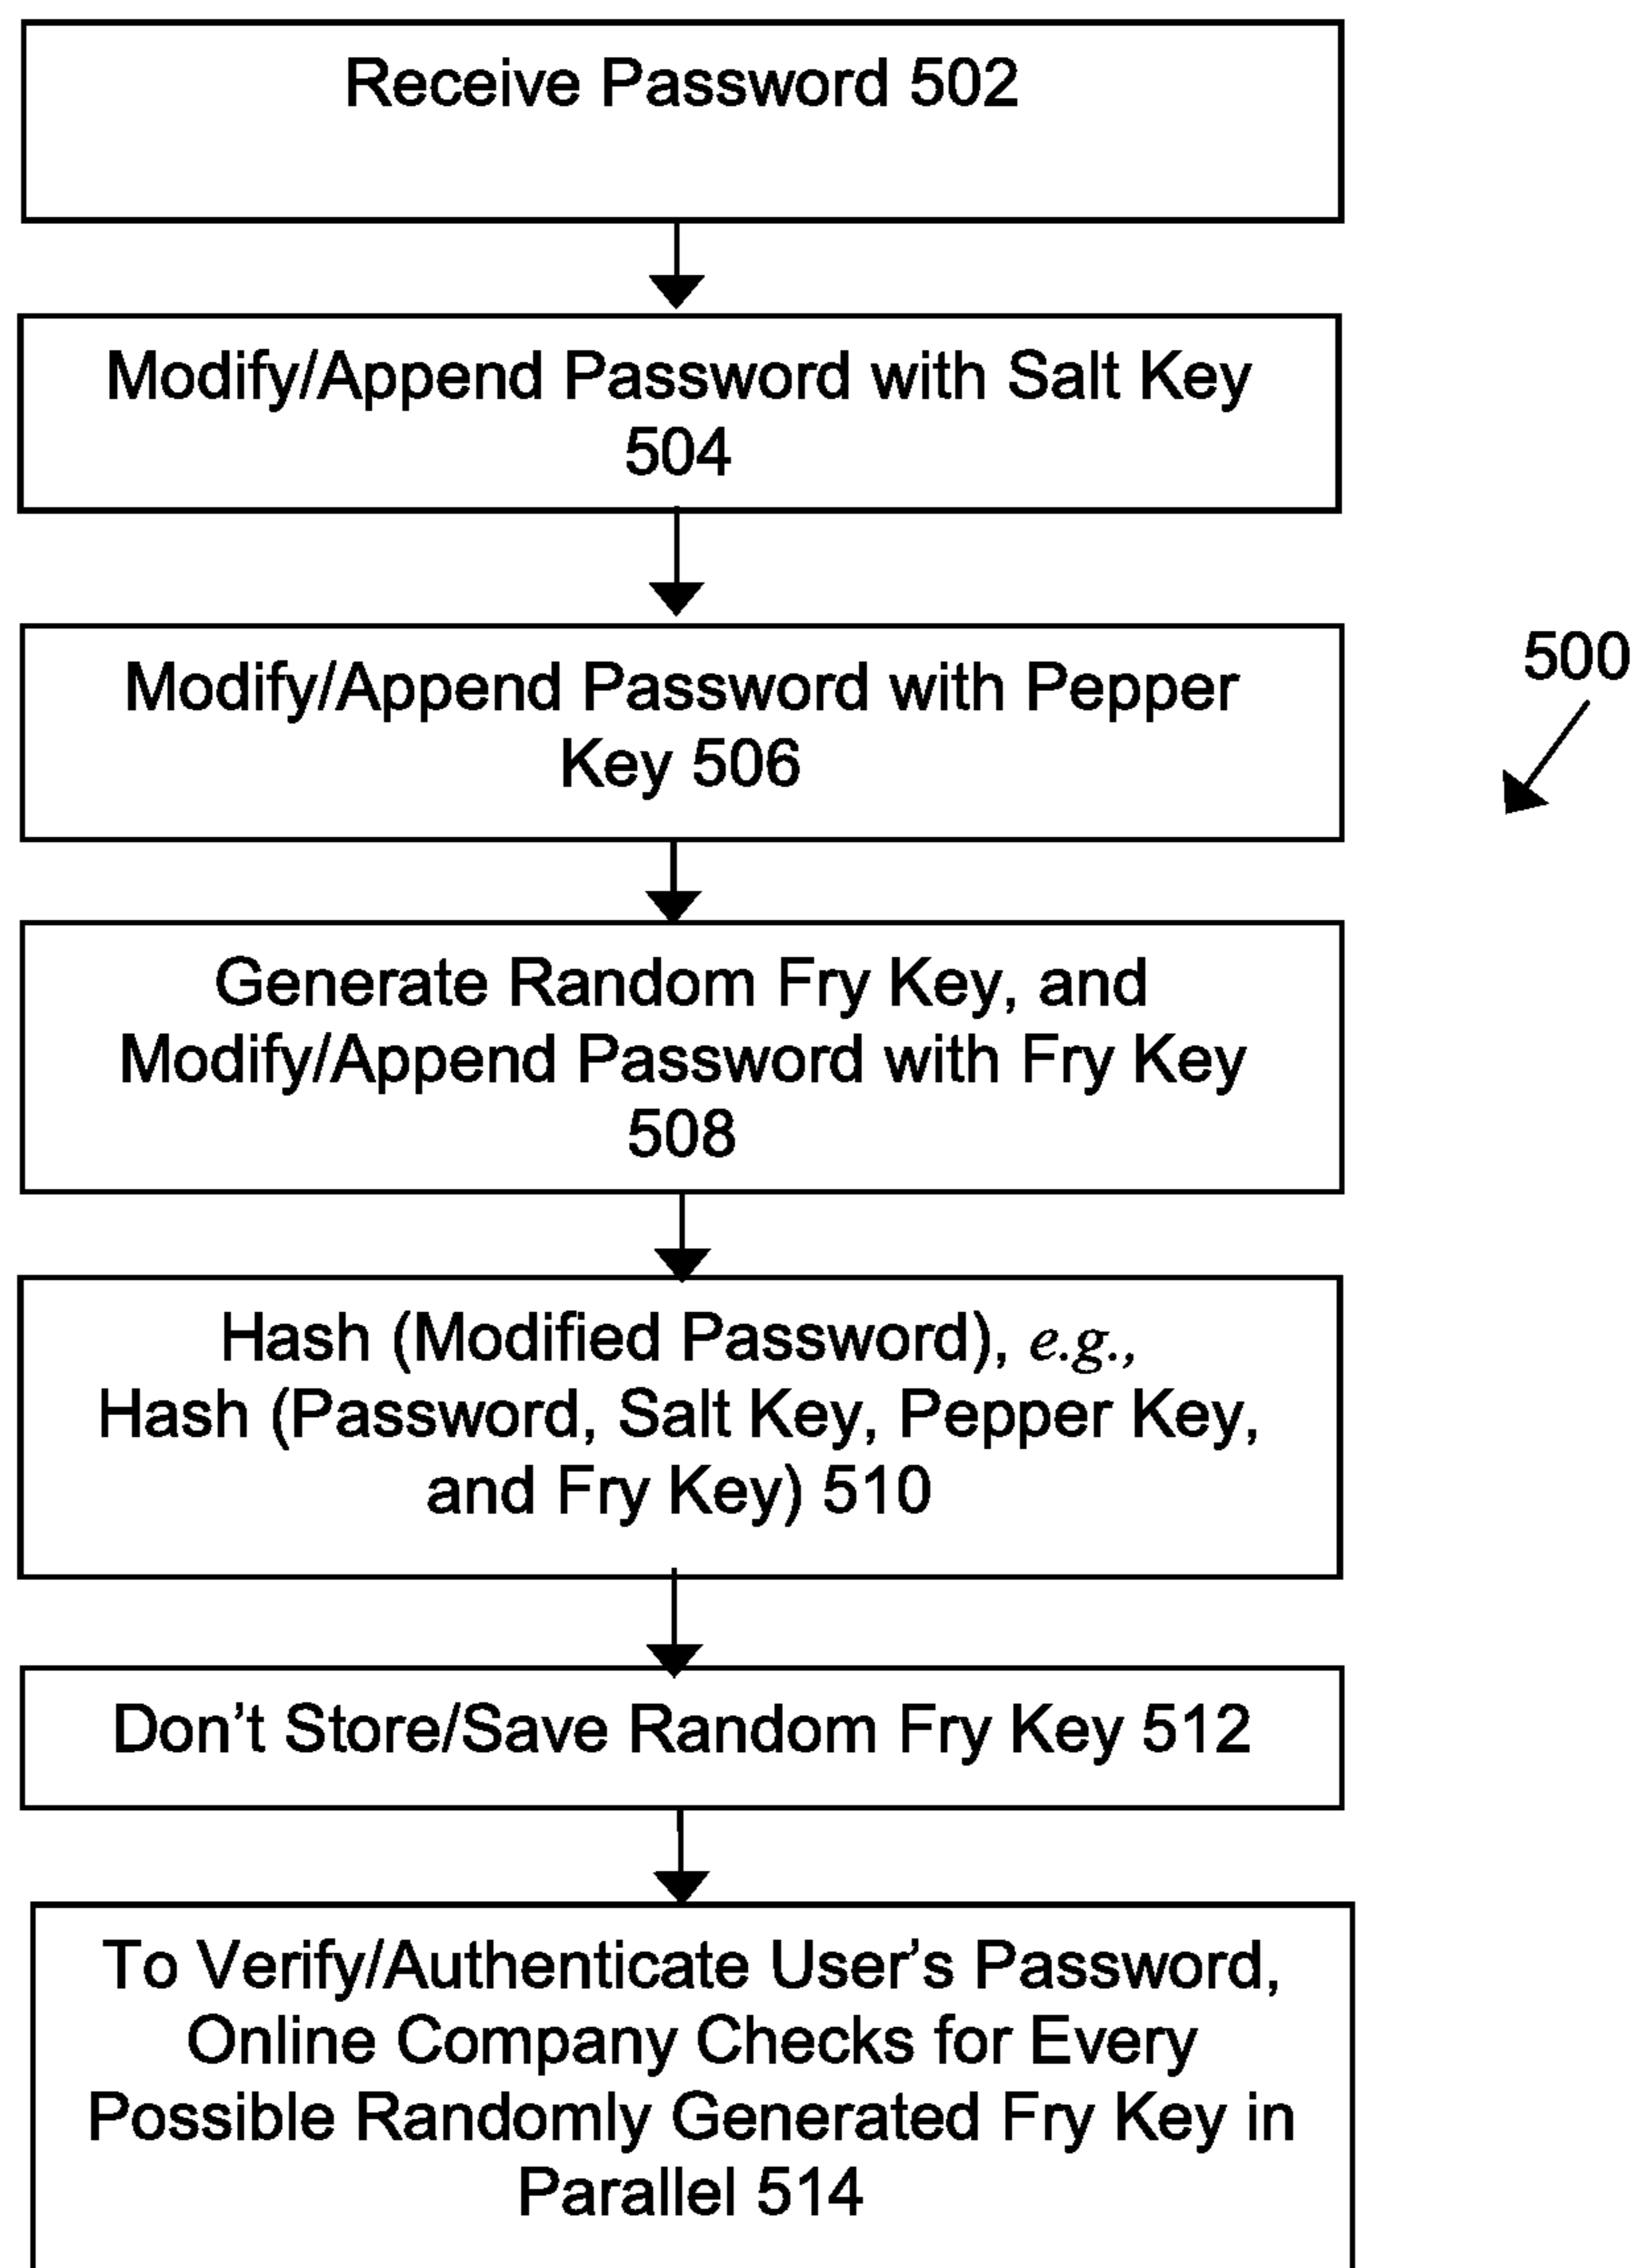 Receive Password 502
Modify/Append Password with Salt Key
504
Modify/Append Password with Pepper
Key 506
500
Generate Random Fry Key, and
Modify/Append Password with Fry Key
508
Hash (Modified Password), e.g.,
Hash (Password, Salt Key, Pepper Key,
and Fry Key) 510
Don't Store/Save Random Fry Key 512
To Verify/Authenticate User's Password,
Online Company Checks for Every
Possible Randomly Generated Fry Key in
Parallel 514